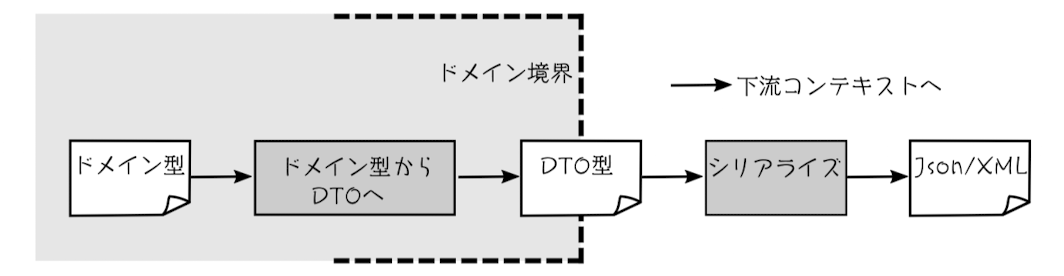 ドメイン境界
下流コンテキストへ
ドメイン型
ドメイン型から
DTOへ
DTO型
シリアライズ
Json/XML